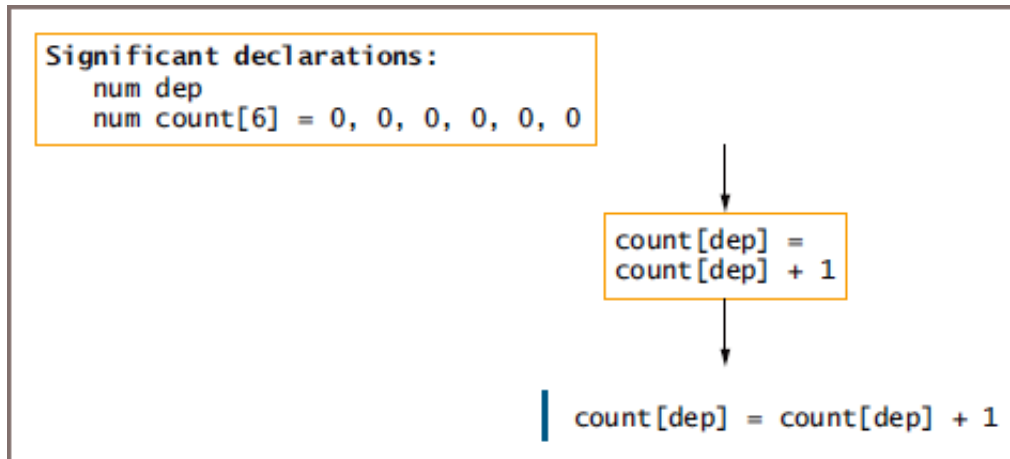 Significant declarations:
num dep
num count[6] = 0, 0, 0, 0, 0, 0
count[dep] =
count[dep] + 1
count[dep] = count[dep] + 1